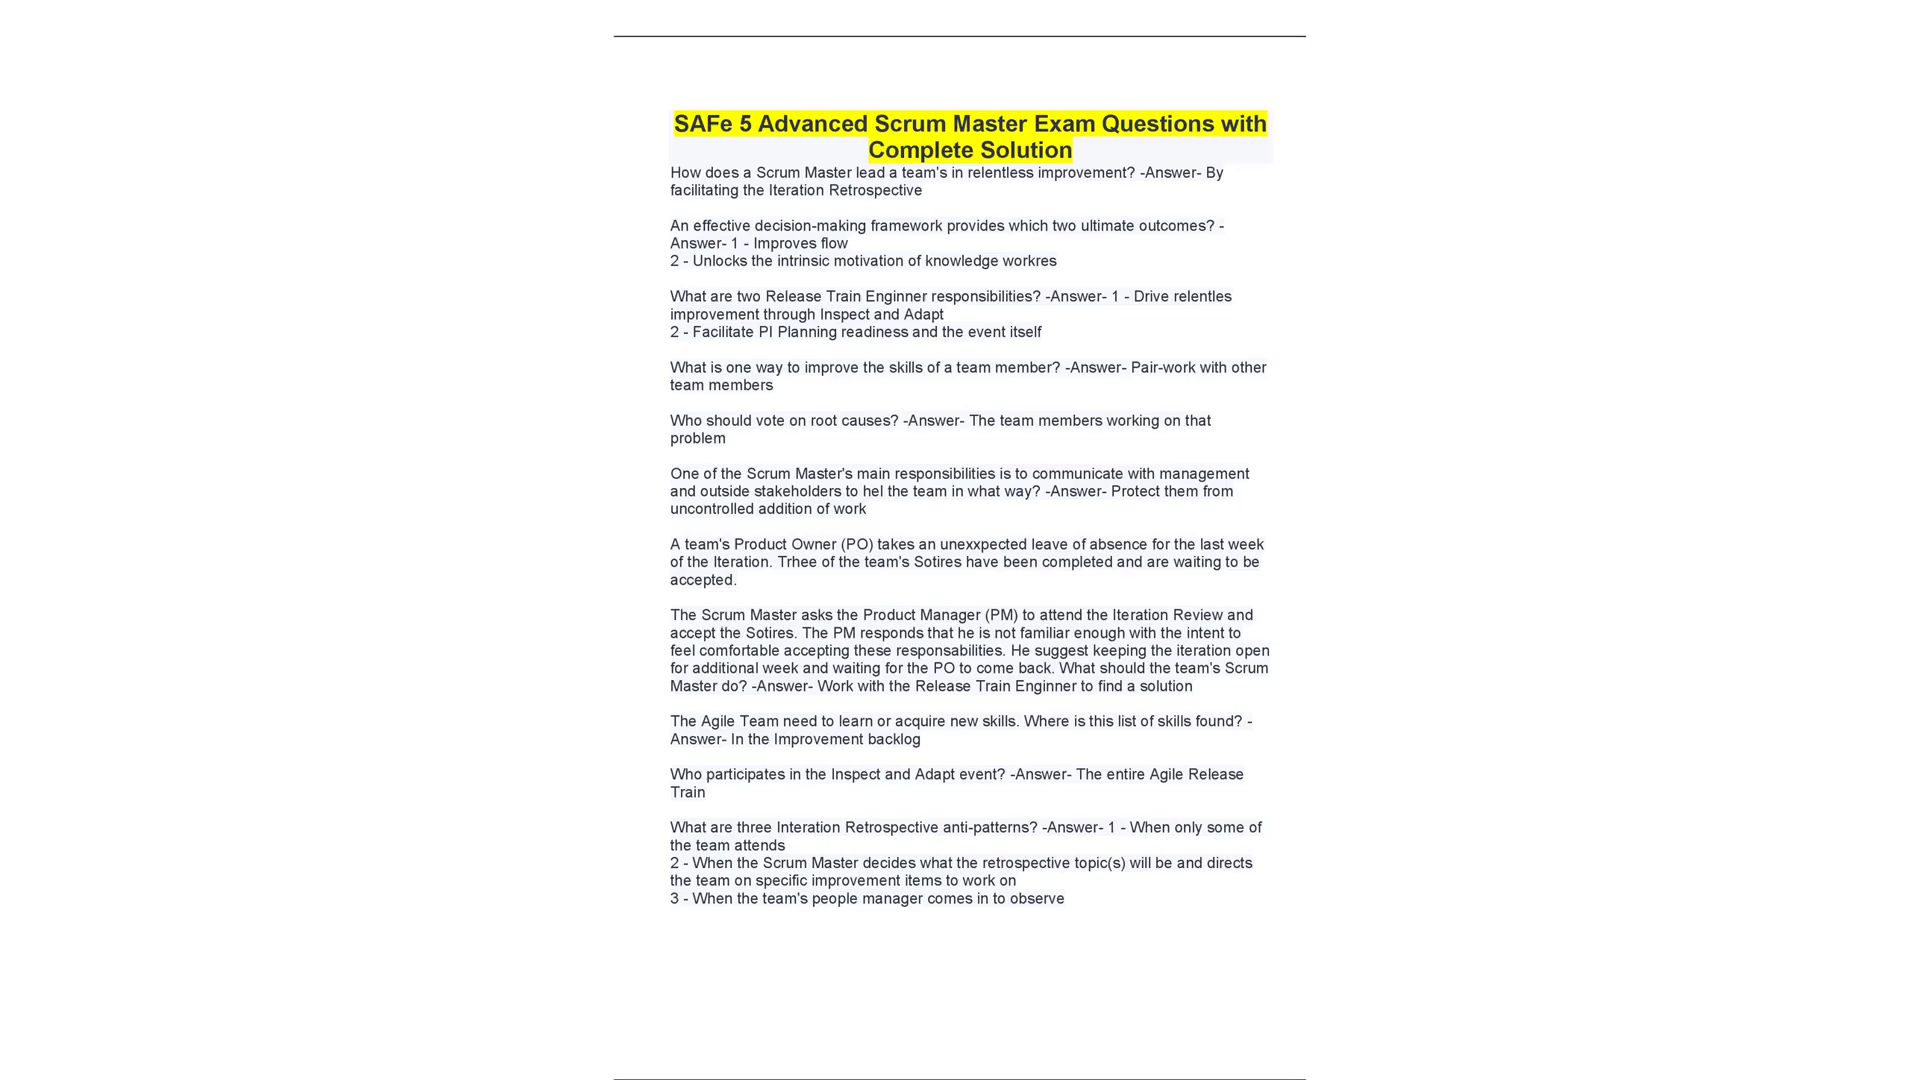 SAFe 5 Advanced Scrum Master Exam Questions with
Complete Solution
How does a Scrum Master lead a team's in relentless improvement? -Answer- By
facilitating the Iteration Retrospective
An effective decision-making framework provides which two ultimate outcomes? -
Answer- 1 - Improves flow
2 - Unlocks the intrinsic motivation of knowledge workres
What are two Release Train Enginner responsibilities? -Answer- 1 - Drive relentles
improvement through Inspect and Adapt
2 - Facilitate PI Planning readiness and the event itself
What is one way to improve the skills of a team member? -Answer- Pair-work with other
team members
Who should vote on root causes? -Answer- The team members working on that
problem
One of the Scrum Master's main responsibilities is to communicate with management
and outside stakeholders to hel the team in what way? -Answer- Protect them from
uncontrolled addition of work
A team's Product Owner (PO) takes an unexxpected leave of absence for the last week
of the Iteration. Trhee of the team's Sotires have been completed and are waiting to be
accepted.
The Scrum Master asks the Product Manager (PM) to attend the Iteration Review and
accept the Sotires. The PM responds that he is not familiar enough with the intent to
feel comfortable accepting these responsabilities. He suggest keeping the iteration open
for additional week and waiting for the PO to come back. What should the team's Scrum
Master do? -Answer- Work with the Release Train Enginner to find a solution
The Agile Team need to learn or acquire new skills. Where is this list of skills found? -
Answer- In the Improvement backlog
Who participates in the Inspect and Adapt event? -Answer- The entire Agile Release
Train
What are three Interation Retrospective anti-patterns? -Answer- 1 - When only some of
the team attends
2 - When the Scrum Master decides what the retrospective topic(s) will be and directs
the team on specific improvement items to work on
3 - When the team's people manager comes in to observe